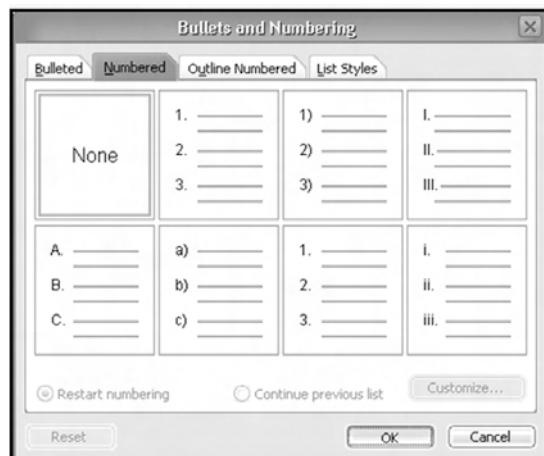 Bullets and Numbering
Bulleted Numbered Outline Numbered List Styles
None
1.
2.
3.
1)
2)
3)
I.
II.
III.
A.
B.
C.
a)
b)
c)
1.
2.
3.
i.
ii.
iii.
Restart numbering Continue previous list Customize...
Reset OK Cancel